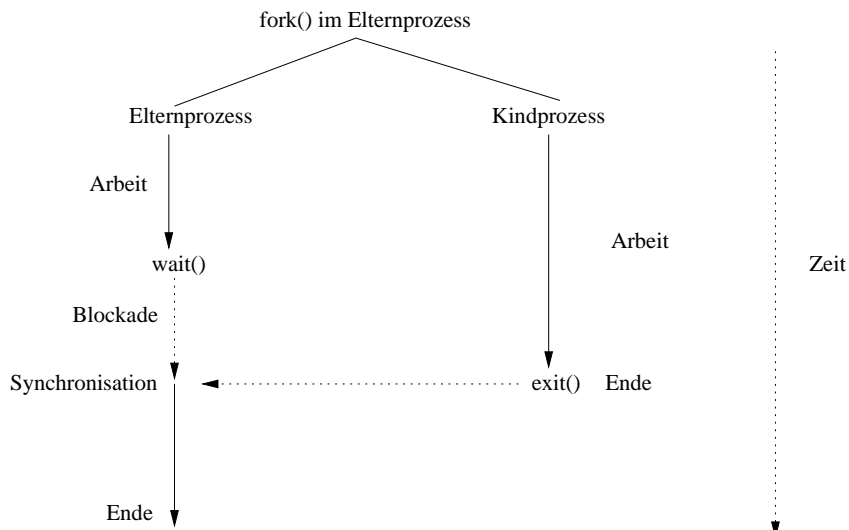 fork() im Elternprozess
Elternprozess
Kindprozess
Arbeit
Arbeit
wait()
Zeit
Blockade
Synchronisation
exit()
Ende
Ende